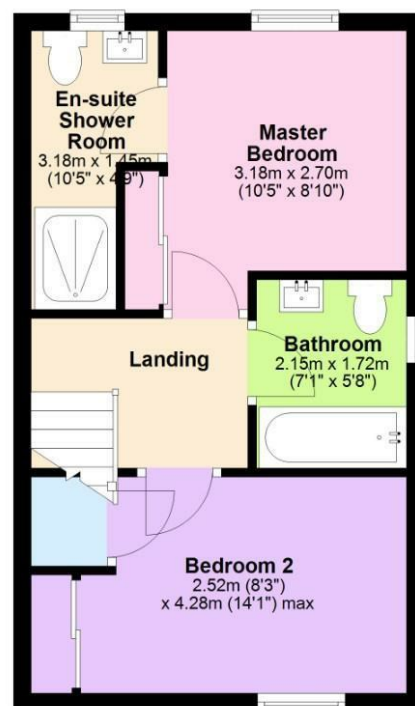 En-suite
Shower
Room
3.18m x 1.45m
(10'5" x 4'9")
Master
Bedroom
3.18m x 2.70m
(10'5" x 8'10")
Landing
Bathroom
2.15m x 1.72m
(7'1" x 5'8")
Bedroom 2
2.52m (8'3")
x 4.28m (14'1") max